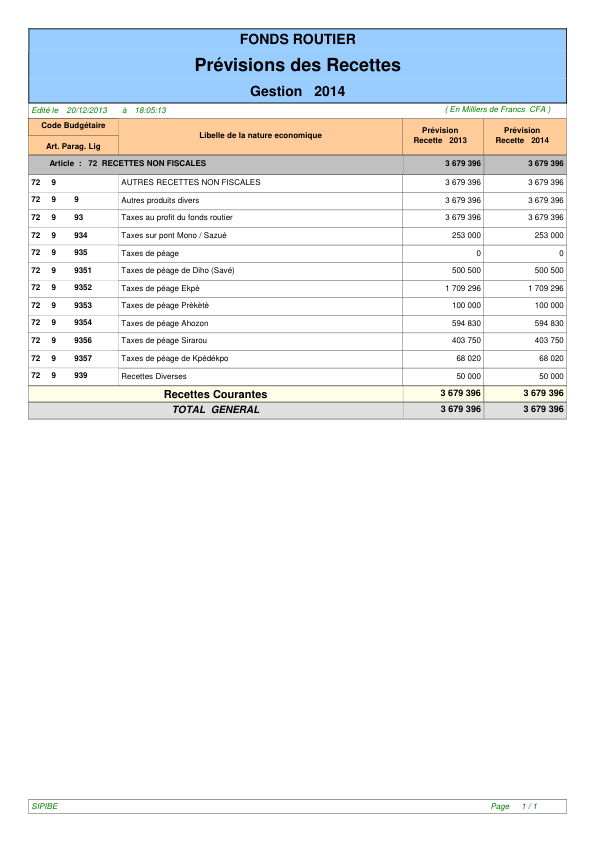 FONDS ROUTIER
Prévisions des Recettes
Gestion 2014
Edité le 20/12/2013 à 18:05:13 ( En Milliers de Francs CFA )
Code Budgétaire
Art. Parag. Lig
Libelle de la nature economique
Prévision Recette 2013
Prévision Recette 2014
Article : 72 RECETTES NON FISCALES 3 679 396 3 679 396
72 9 AUTRES RECETTES NON FISCALES 3 679 396 3 679 396
72 9 9 Autres produits divers 3 679 396 3 679 396
72 9 93 Taxes au profit du fonds routier 3 679 396 3 679 396
72 9 934 Taxes sur pont Mono / Sazué 253 000 253 000
72 9 935 Taxes de péage 0 0
72 9 9351 Taxes de péage de Diho (Savé) 500 500 500 500
72 9 9352 Taxes de péage Ekpè 1 709 296 1 709 296
72 9 9353 Taxes de péage Prèkètè 100 000 100 000
72 9 9354 Taxes de péage Ahozon 594 830 594 830
72 9 9356 Taxes de péage Sirarou 403 750 403 750
72 9 9357 Taxes de péage de Kpédékpo 68 020 68 020
72 9 939 Recettes Diverses 50 000 50 000
Recettes Courantes 3 679 396 3 679 396
TOTAL GENERAL 3 679 396 3 679 396
SIPIBE Page 1 / 1